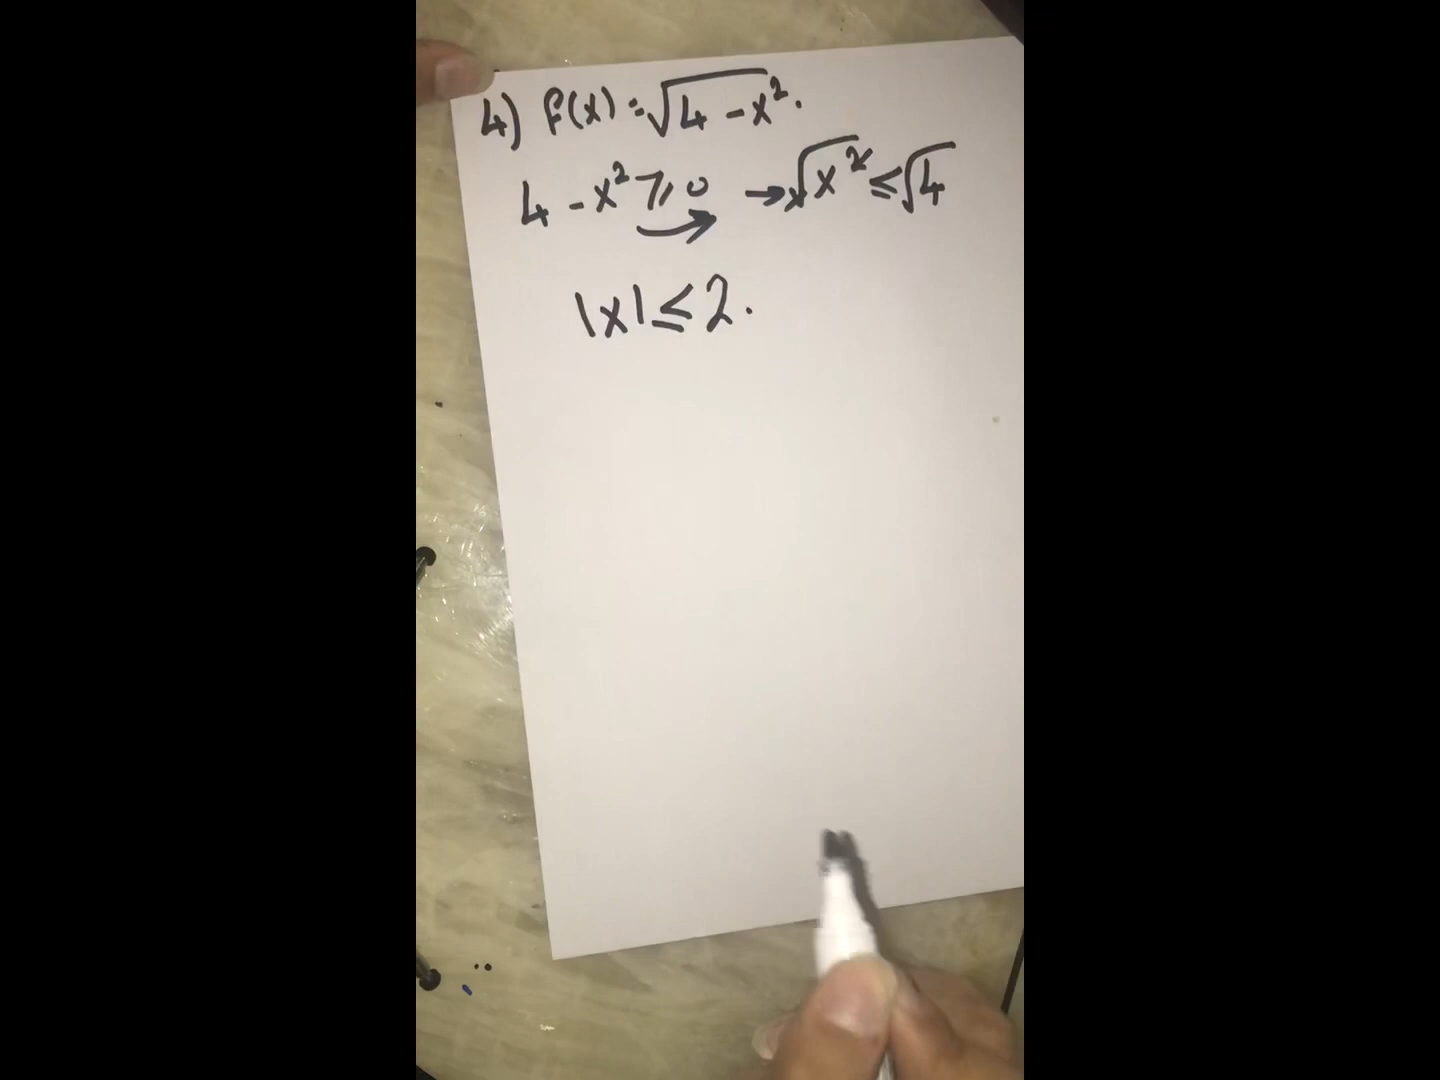 4) f(x) = √4 - x².
4 - x² ≥ 0 → √x² ≤ √4
|x| ≤ 2.